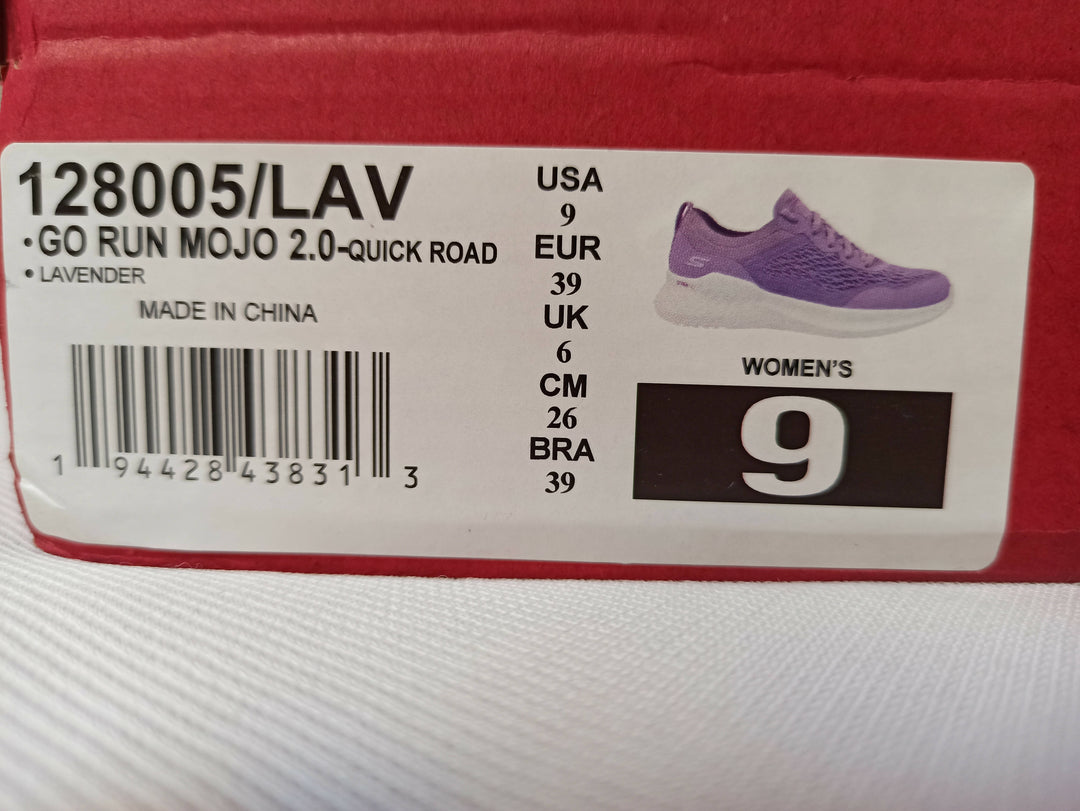 128005/LAV
• GO RUN MOJO 2.0-QUICK ROAD
• LAVENDER
MADE IN CHINA
1 94428 43831 3
USA
9
EUR
39
UK
6
CM
26
BRA
39
WOMEN'S
9